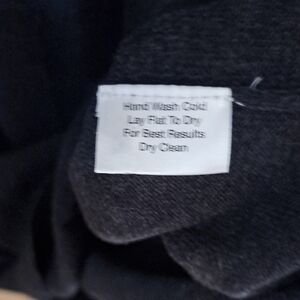 Hand Wash Cold
Lay Flat To Dry
For Best Results
Dry Clean